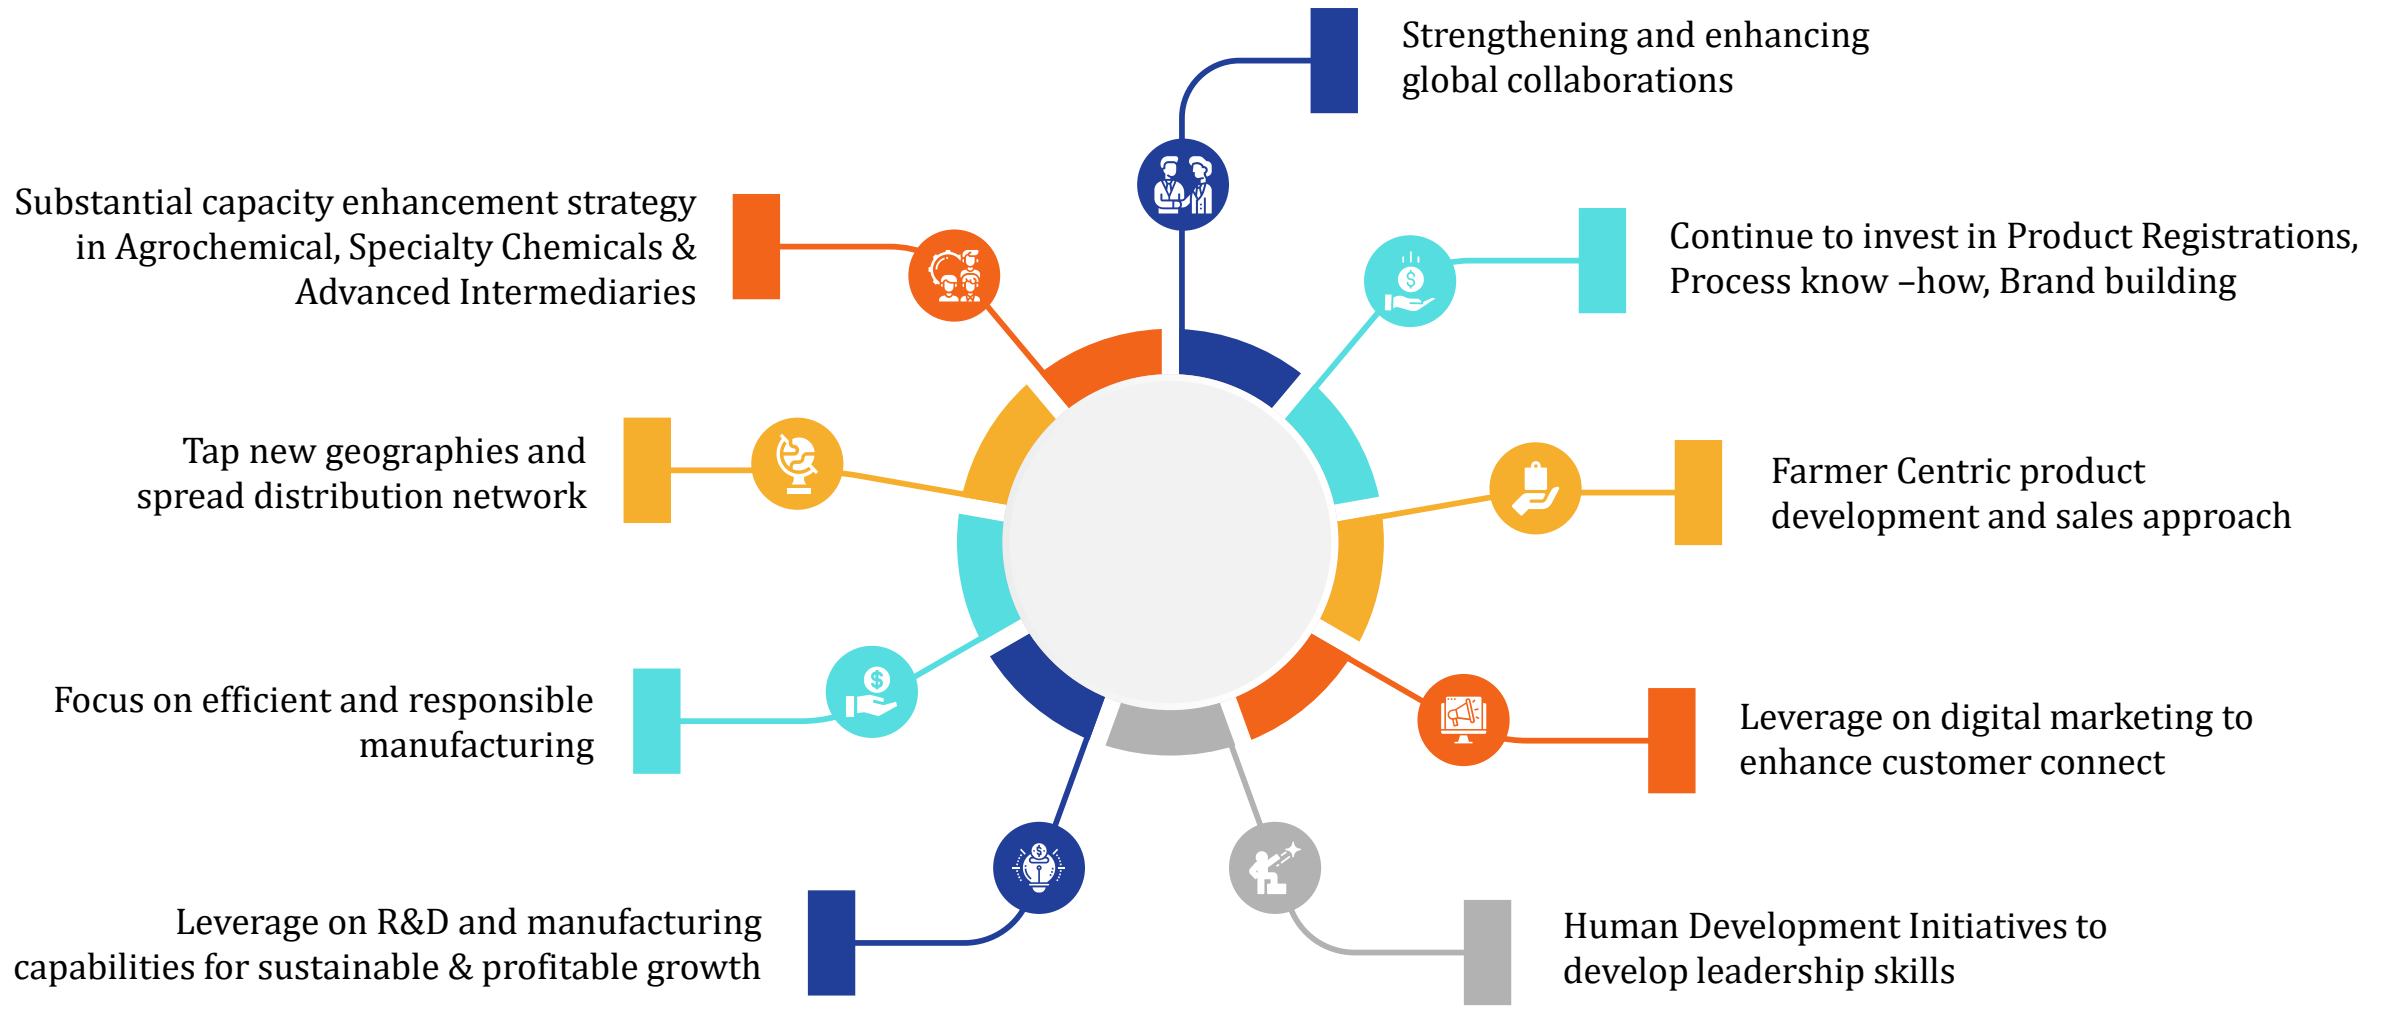 Strengthening and enhancing
global collaborations
Substantial capacity enhancement strategy
in Agrochemical, Specialty Chemicals &
Advanced Intermediaries
Continue to invest in Product Registrations,
Process know –how, Brand building
Tap new geographies and
spread distribution network
Farmer Centric product
development and sales approach
Focus on efficient and responsible
manufacturing
Leverage on digital marketing to
enhance customer connect
Leverage on R&D and manufacturing
capabilities for sustainable & profitable growth
Human Development Initiatives to
develop leadership skills